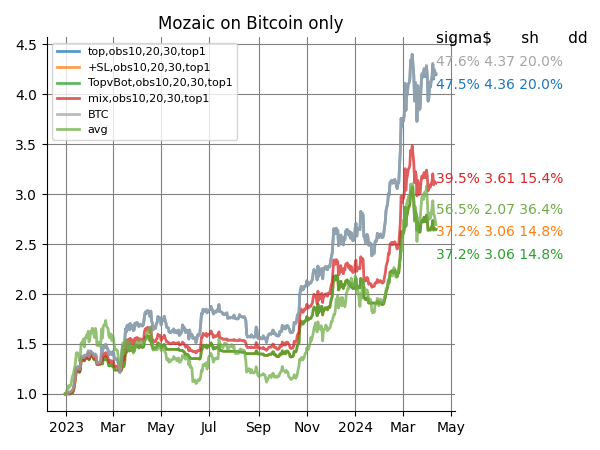 Mozaic on Bitcoin only
sigma$ sh dd
top,obs10,20,30,top1
+SL,obs10,20,30,top1
TopvBot,obs10,20,30,top1
mix,obs10,20,30,top1
BTC
avg
47.6% 4.37 20.0%
47.5% 4.36 20.0%
39.5% 3.61 15.4%
56.5% 2.07 36.4%
37.2% 3.06 14.8%
37.2% 3.06 14.8%
4.5
4.0
3.5
3.0
2.5
2.0
1.5
1.0
2023 Mar May Jul Sep Nov 2024 Mar May